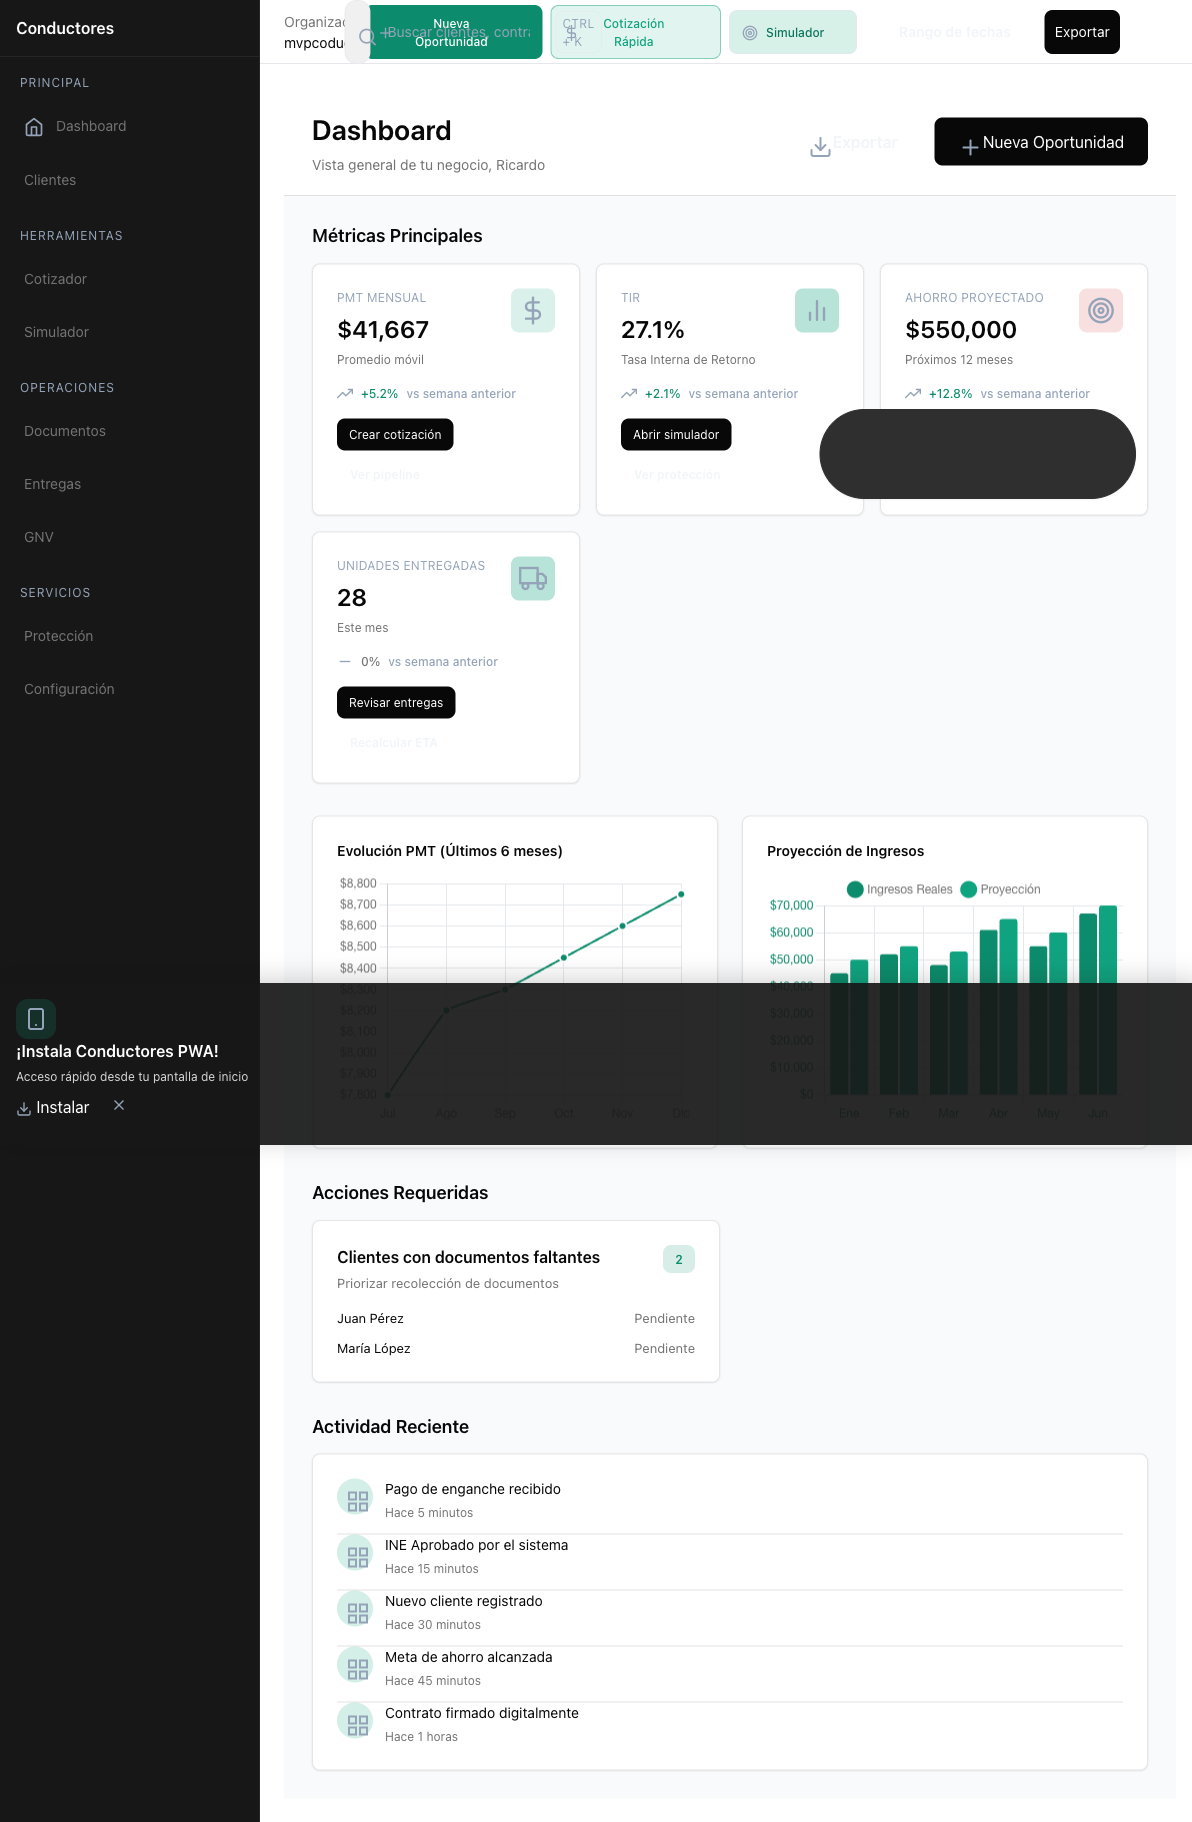 Conductores
PRINCIPAL
Dashboard
Clientes
HERRAMIENTAS
Cotizador
Simulador
OPERACIONES
Documentos
Entregas
GNV
SERVICIOS
Protección
Configuración
¡Instala Conductores PWA!
Acceso rápido desde tu pantalla de inicio
Instalar
Buscar clientes, contr
Nueva
Oportunidad
CTRL
+ K
Cotización
Rápida
Simulador
Rango de fechas
Exportar
Dashboard
Vista general de tu negocio, Ricardo
Exportar
Nueva Oportunidad
Métricas Principales
PMT MENSUAL
$41,667
Promedio móvil
+5.2% vs semana anterior
Crear cotización
Ver pipeline
TIR
27.1%
Tasa Interna de Retorno
+2.1% vs semana anterior
Abrir simulador
Ver protección
AHORRO PROYECTADO
$550,000
Próximos 12 meses
+12.8% vs semana anterior
UNIDADES ENTREGADAS
28
Este mes
0% vs semana anterior
Revisar entregas
Recalcular ETA
Evolución PMT (Últimos 6 meses)
$8,800
$8,700
$8,600
$8,500
$8,400
$8,300
$8,200
$8,100
$8,000
$7,900
$7,800
Jul Ago Sep Oct Nov Dic
Proyección de Ingresos
Ingresos Reales Proyección
$70,000
$60,000
$50,000
$40,000
$30,000
$20,000
$10,000
$0
Ene Feb Mar Abr May Jun
Acciones Requeridas
Clientes con documentos faltantes
2
Priorizar recolección de documentos
Juan Pérez Pendiente
María López Pendiente
Actividad Reciente
Pago de enganche recibido
Hace 5 minutos
INE Aprobado por el sistema
Hace 15 minutos
Nuevo cliente registrado
Hace 30 minutos
Meta de ahorro alcanzada
Hace 45 minutos
Contrato firmado digitalmente
Hace 1 horas